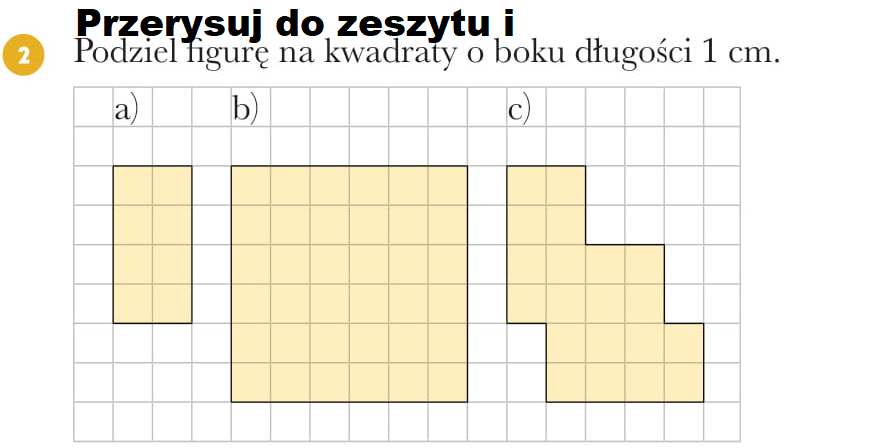 Przerysuj do zeszytu i
2 Podziel figurę na kwadraty o boku długości 1 cm.
a) b) c)